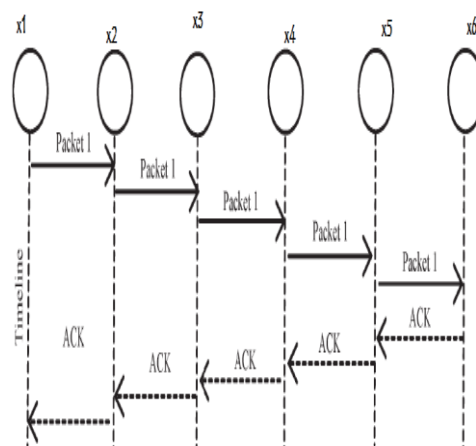 x1
x2
x3
x4
x5
x6
Packet 1
Packet 1
Packet 1
Packet 1
Packet 1
Timeline
ACK
ACK
ACK
ACK
ACK